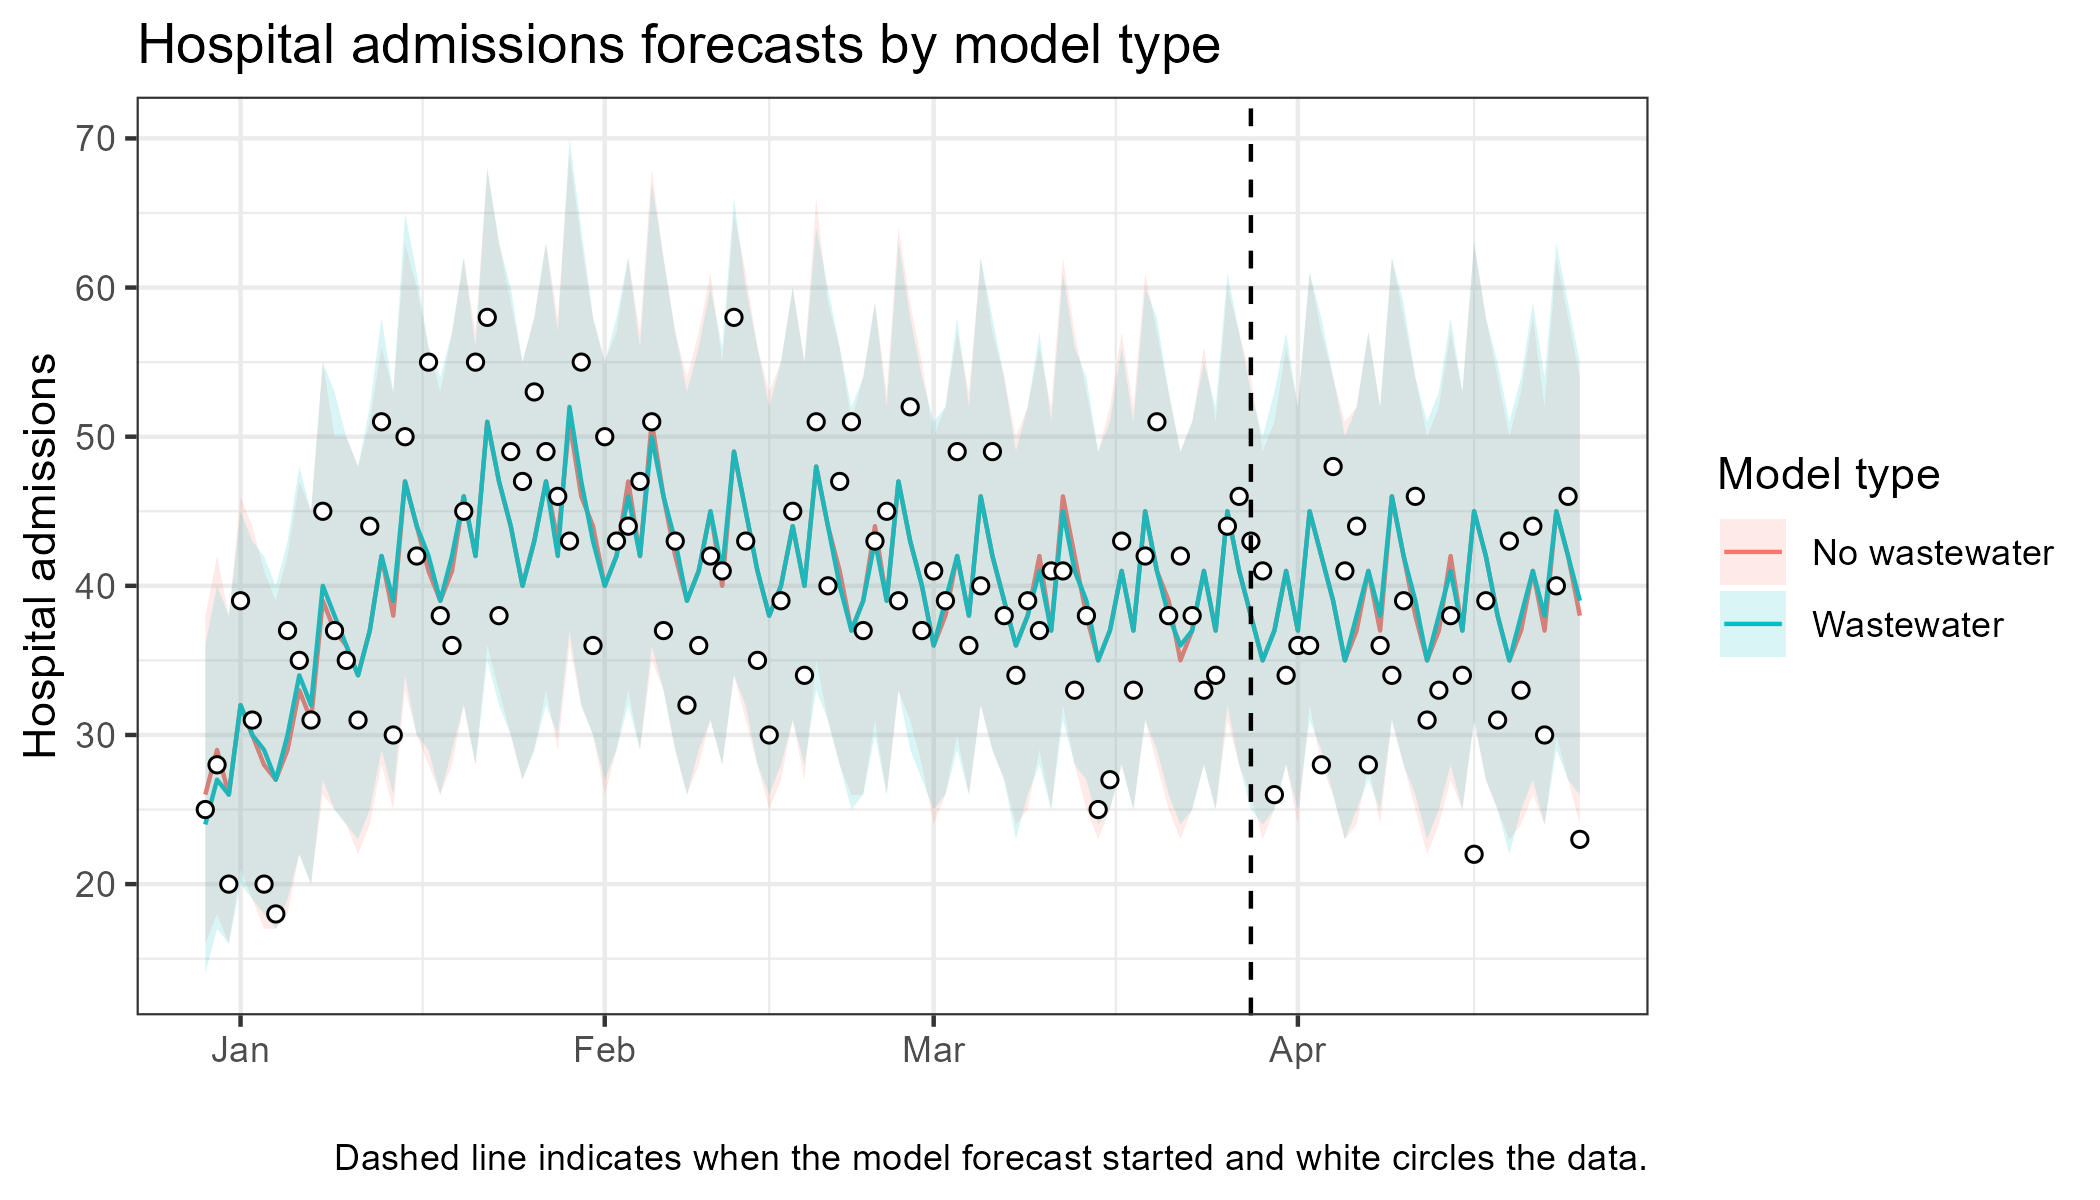 Hospital admissions forecasts by model type
Hospital admissions
70
60
50
40
30
20
Jan Feb Mar Apr
Model type
No wastewater
Wastewater
Dashed line indicates when the model forecast started and white circles the data.